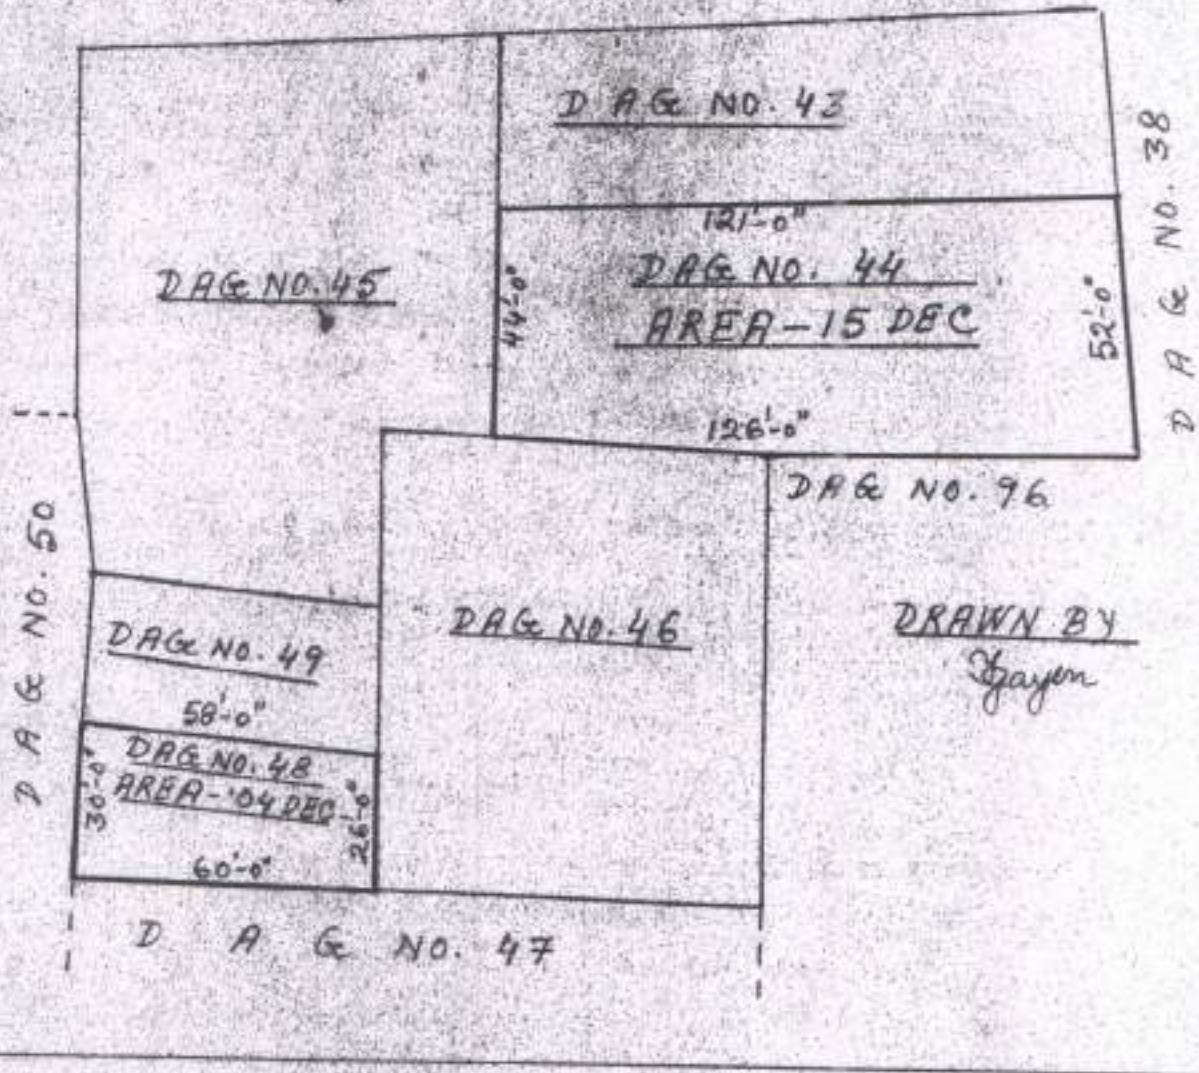 DAG NO. 43
DAG NO. 38
121'-0"
DAG NO. 45
44'-0"
DAG NO. 44
AREA-15 DEC
52'-0"
126'-0"
DAG NO. 96
DAG NO. 50
DAG NO. 49
DAG NO. 46
DRAWN BY
58'-0"
DAG NO. 48
AREA-'04 DEC
30'-0"
26'-0"
60'-0"
DAG NO. 47